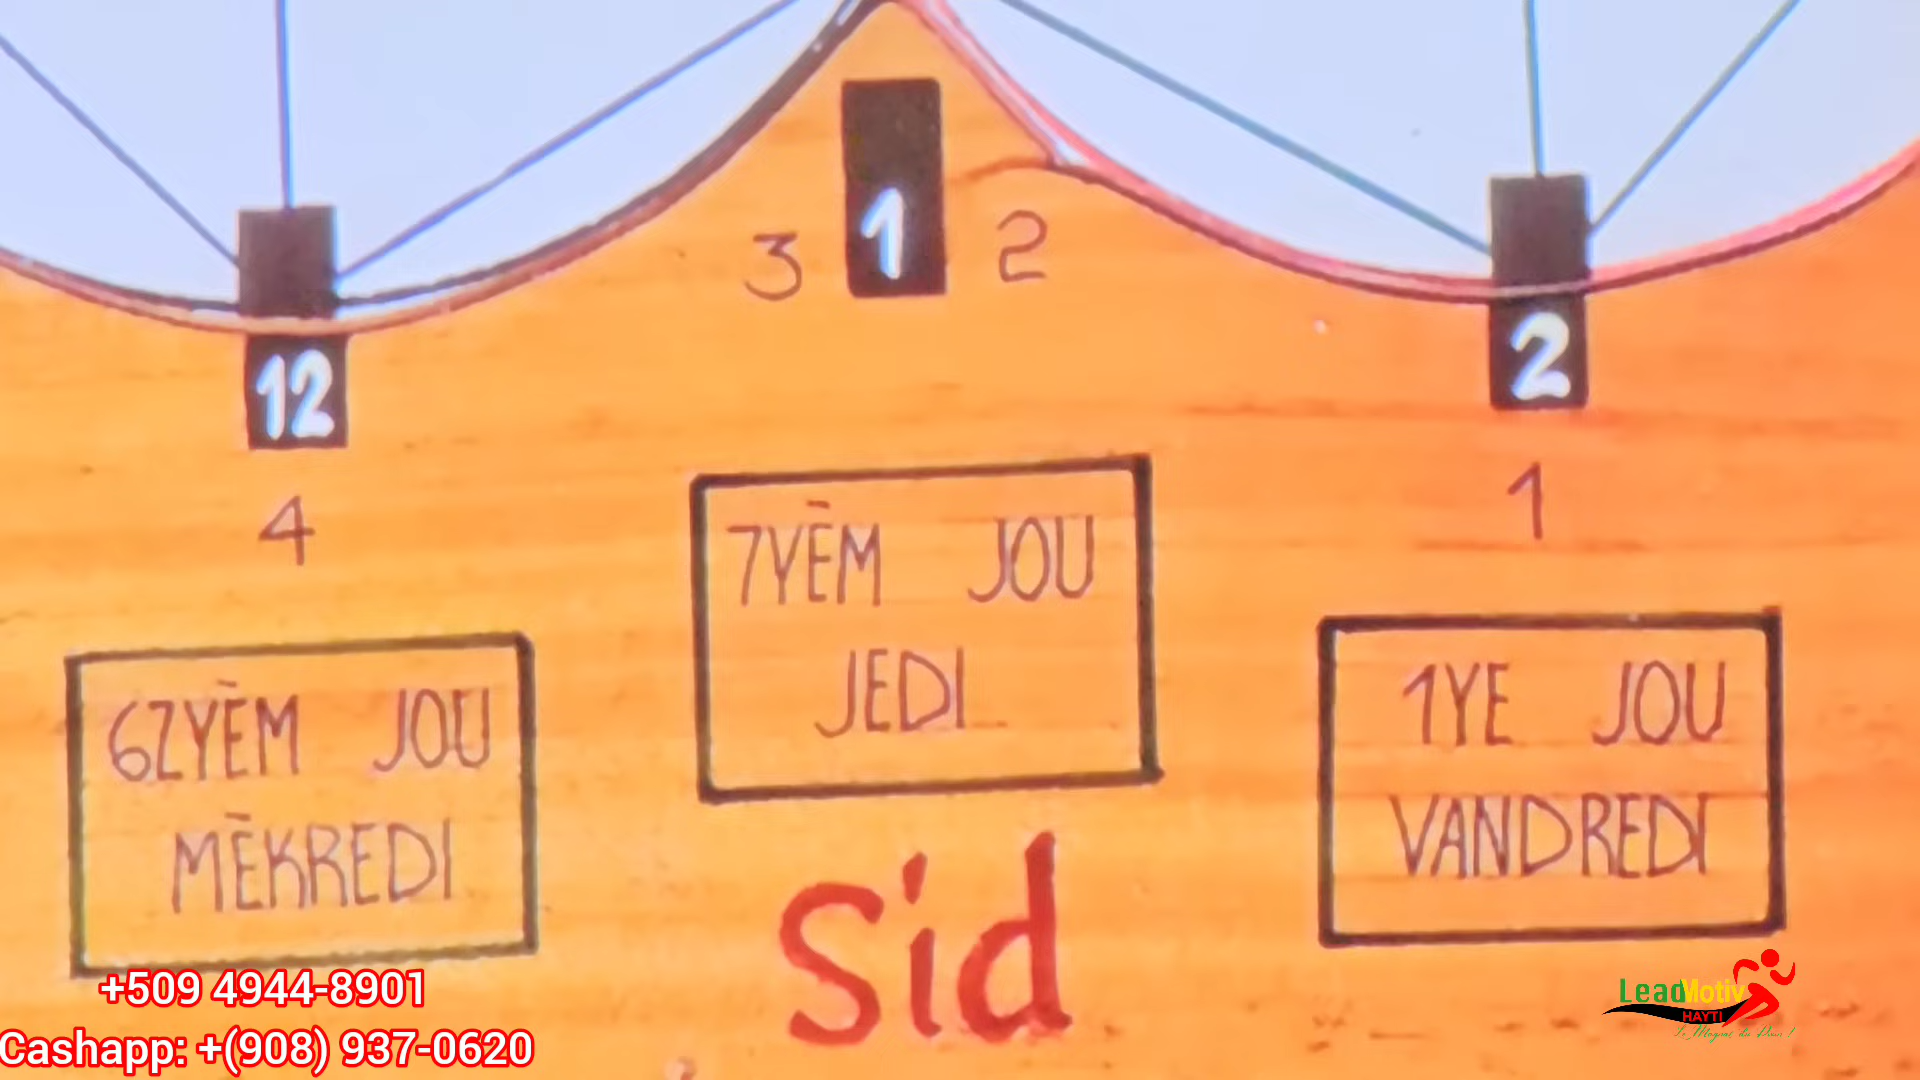 1
3
2
12
2
4
1
7YÈM JOU
JEDI
6ZYÈM JOU
MÈKREDI
1YE JOU
VANDREDI
Sid
+509 4944-8901
Cashapp: +(908) 937-0620
LeadMotiv
HAYTI